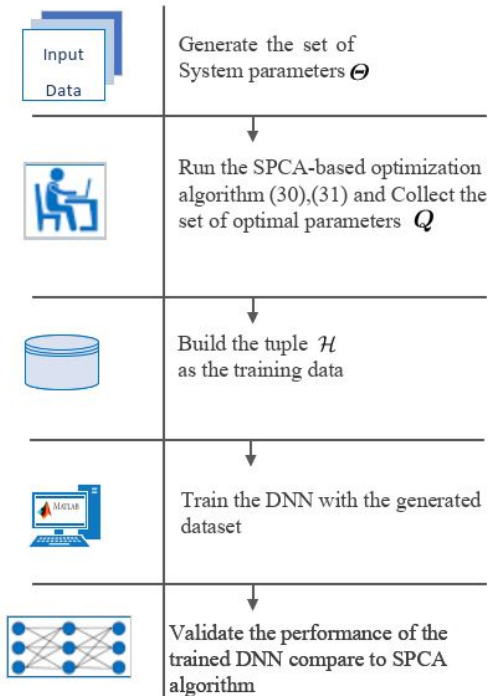 Input
Data
Generate the set of
System parameters Θ
Run the SPCA-based optimization
algorithm (30),(31) and Collect the
set of optimal parameters Q
Build the tuple ℋ
as the training data
MATLAB
Train the DNN with the generated
dataset
Validate the performance of the
trained DNN compare to SPCA
algorithm